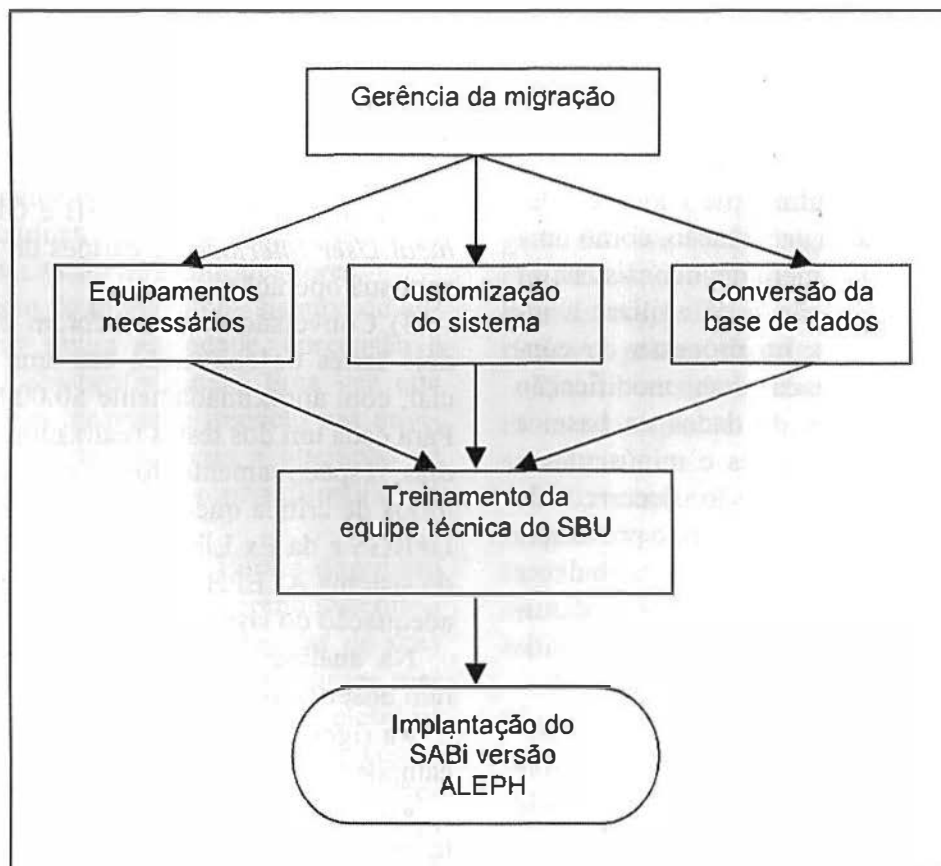 Gerência da migração
Equipamentos
necessários
Customização
do sistema
Conversão da
base de dados
Treinamento da
equipe técnica do SBU
Implantação do
SABi versão
ALEPH